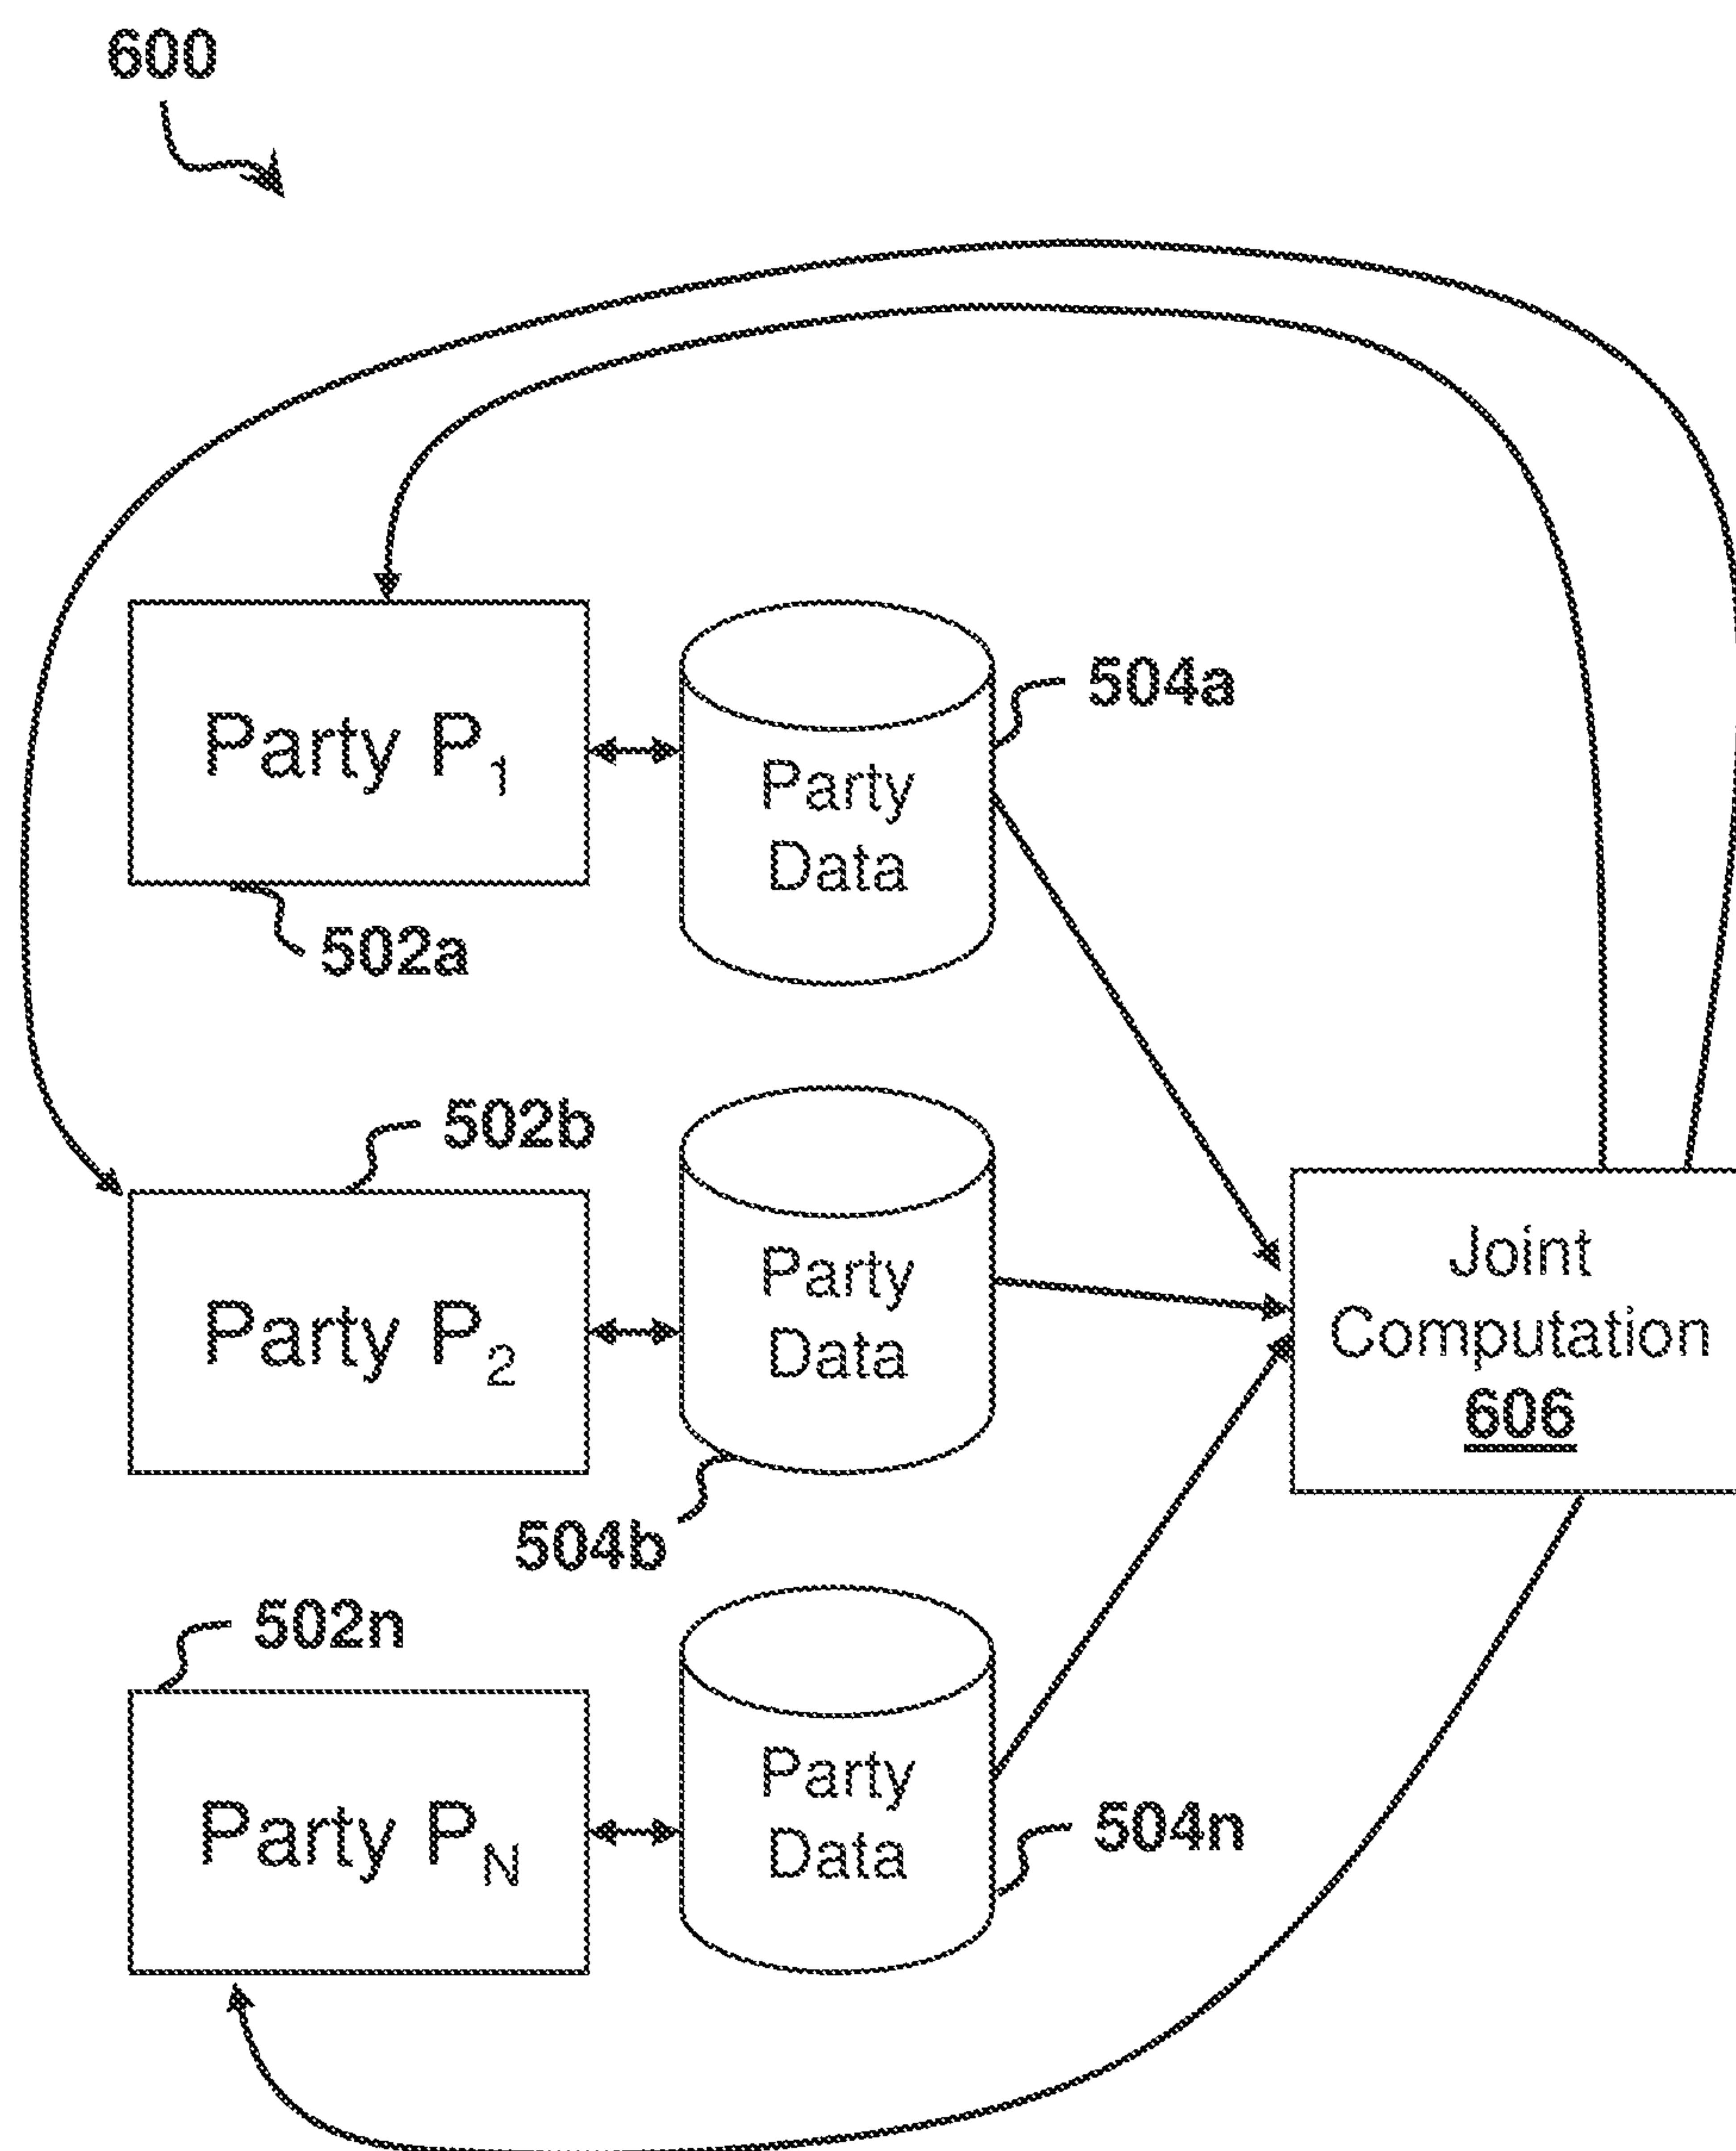 600
Party P1
Party
Data
504a
502a
502b
Party P2
Party
Data
Joint
Computation
606
504b
502n
Party PN
Party
Data
504n